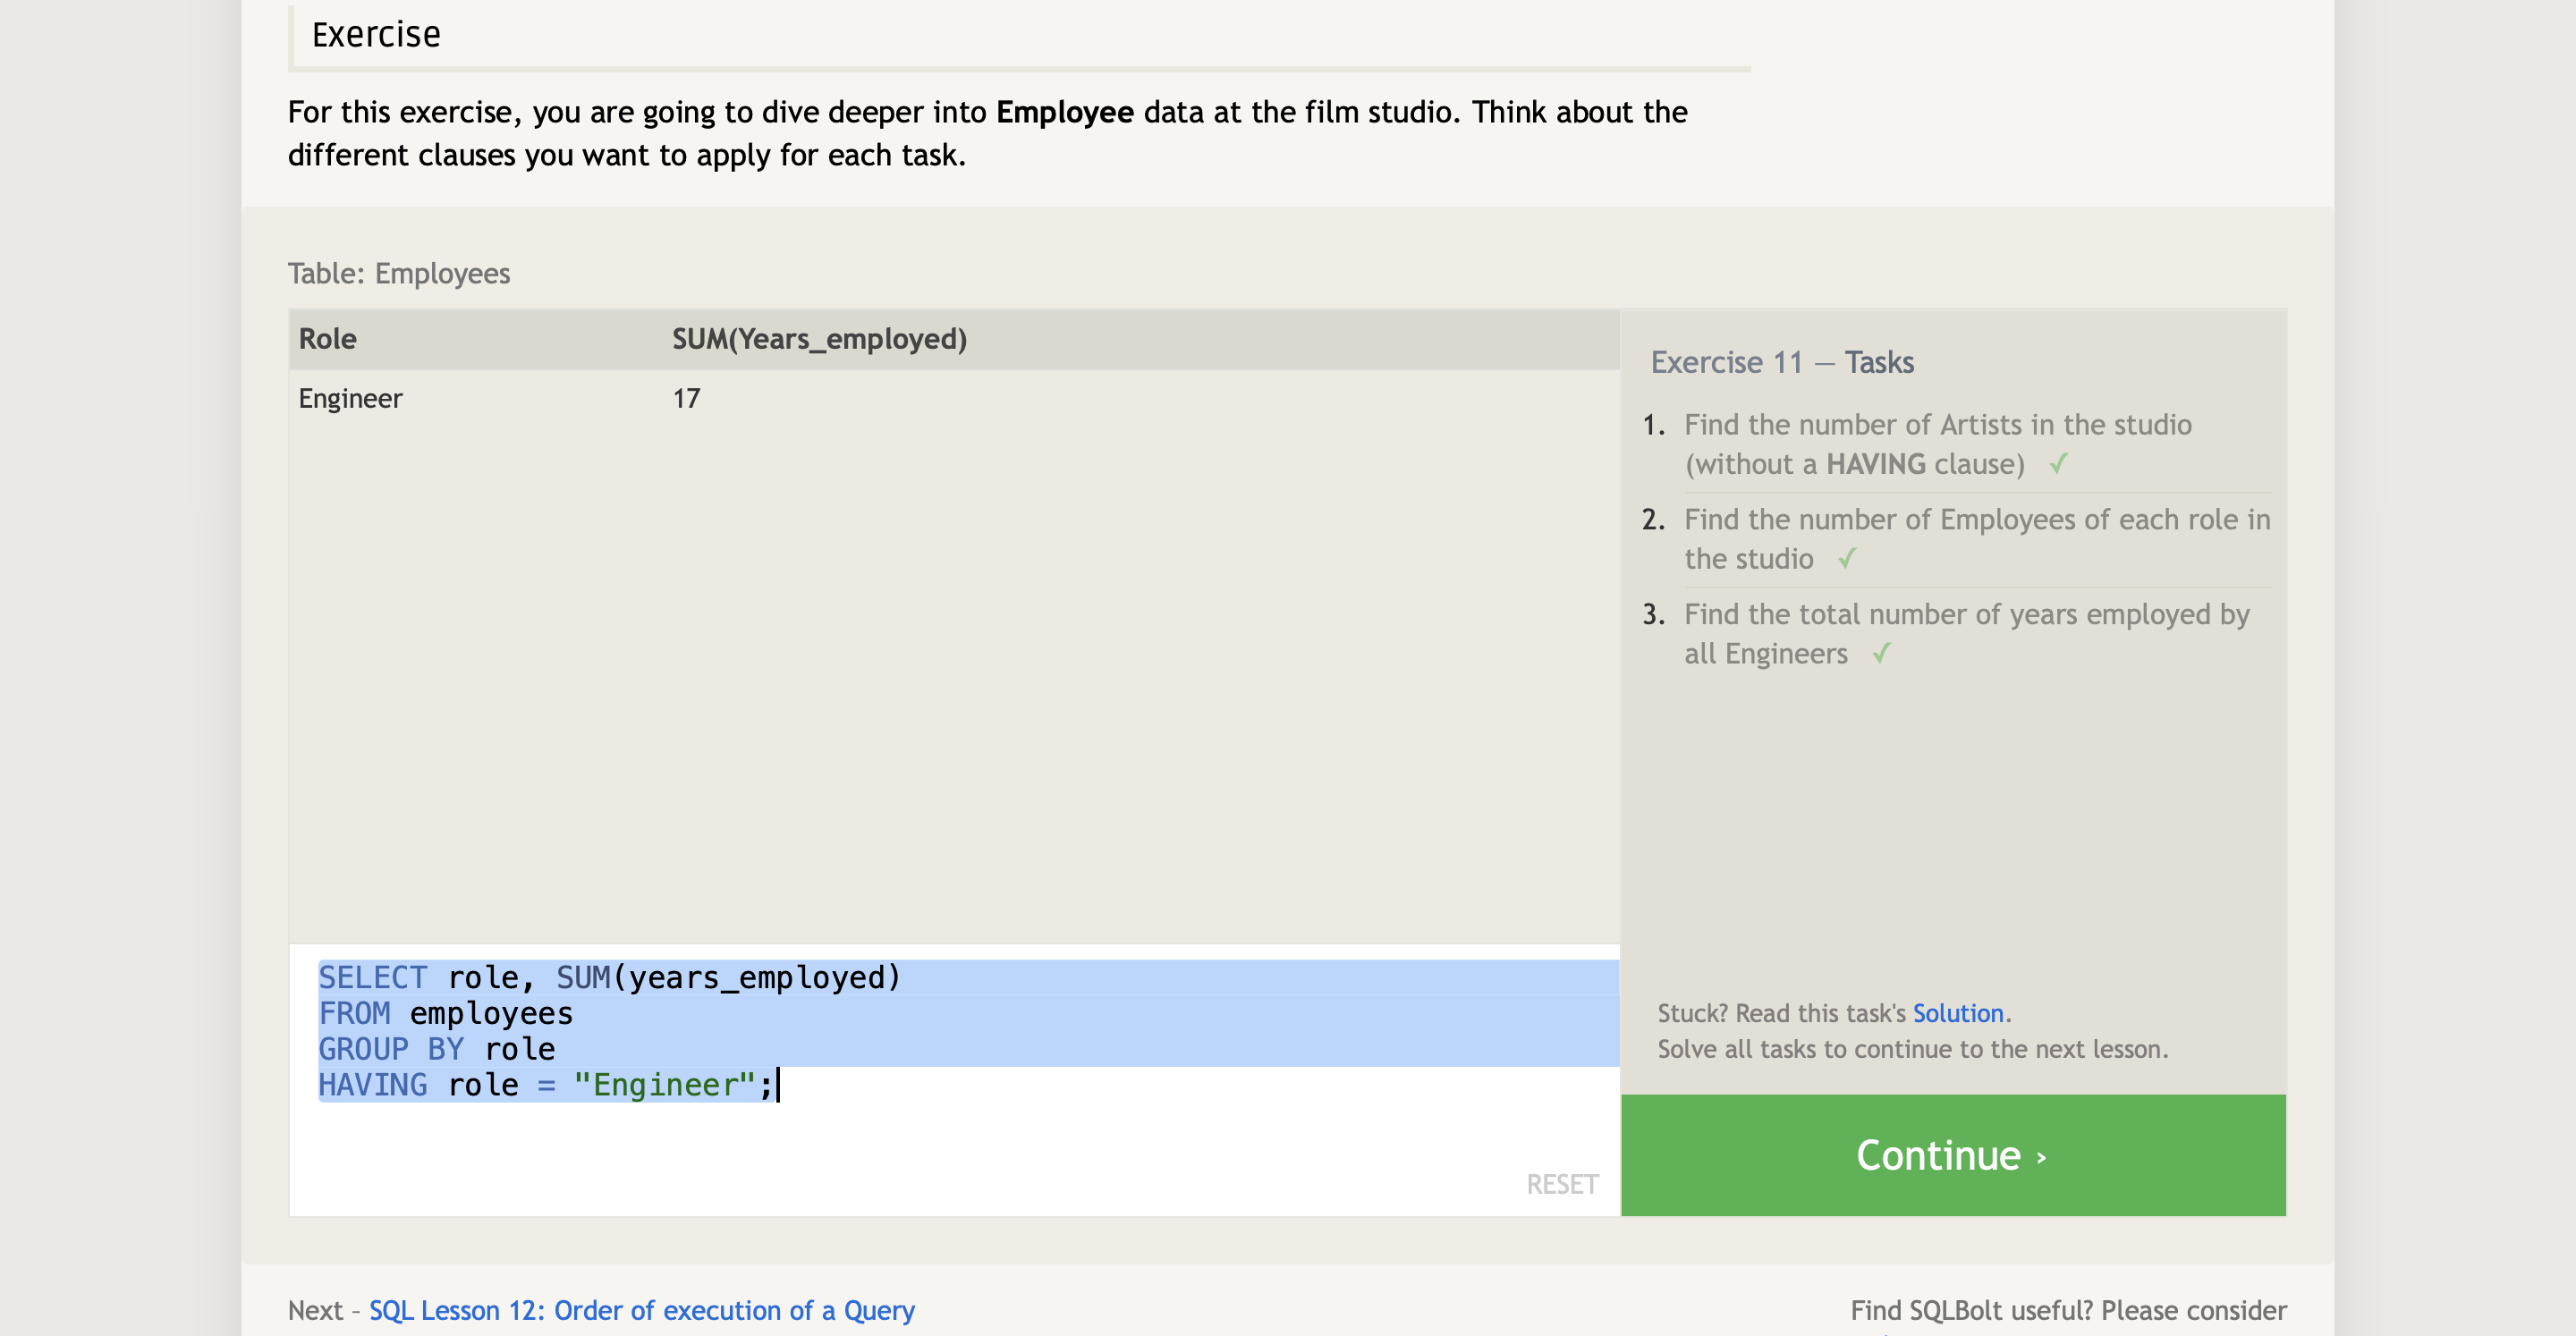 Exercise
For this exercise, you are going to dive deeper into Employee data at the film studio. Think about the
different clauses you want to apply for each task.
Table: Employees
Role SUM(Years_employed)
Engineer 17
SELECT role, SUM(years_employed)
FROM employees
GROUP BY role
HAVING role = "Engineer";
RESET
Exercise 11 — Tasks
1. Find the number of Artists in the studio
(without a HAVING clause) ✓
2. Find the number of Employees of each role in
the studio ✓
3. Find the total number of years employed by
all Engineers ✓
Stuck? Read this task's Solution.
Solve all tasks to continue to the next lesson.
Continue ›
Next – SQL Lesson 12: Order of execution of a Query
Find SQLBolt useful? Please consider